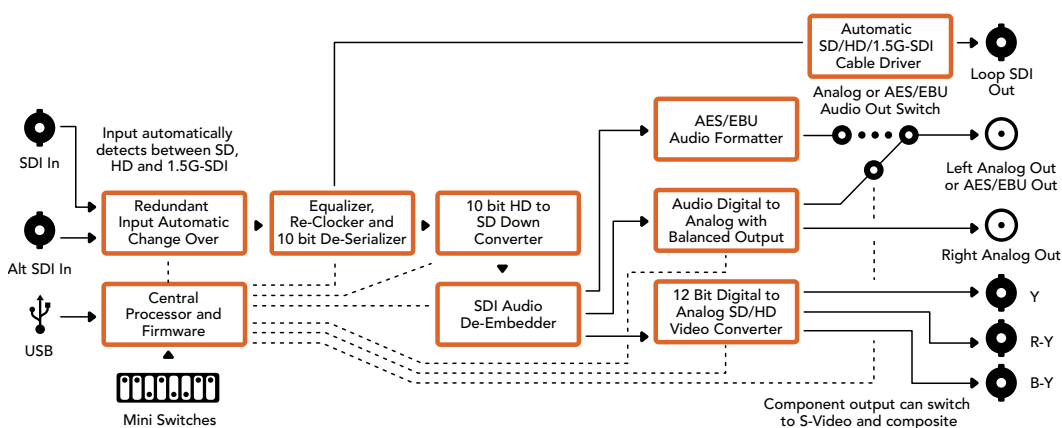 Automatic
SD/HD/1.5G-SDI
Cable Driver
Loop SDI
Out
Analog or AES/EBU
Audio Out Switch
SDI In
Input automatically
detects between SD,
HD and 1.5G-SDI
AES/EBU
Audio Formatter
Left Analog Out
or AES/EBU Out
Alt SDI In
Redundant
Input Automatic
Change Over
Equalizer,
Re-Clocker and
10 bit De-Serializer
10 bit HD to
SD Down
Converter
Audio Digital to
Analog with
Balanced Output
Right Analog Out
USB
Central
Processor and
Firmware
SDI Audio
De-Embedder
12 Bit Digital to
Analog SD/HD
Video Converter
Y
R-Y
B-Y
Mini Switches
Component output can switch
to S-Video and composite